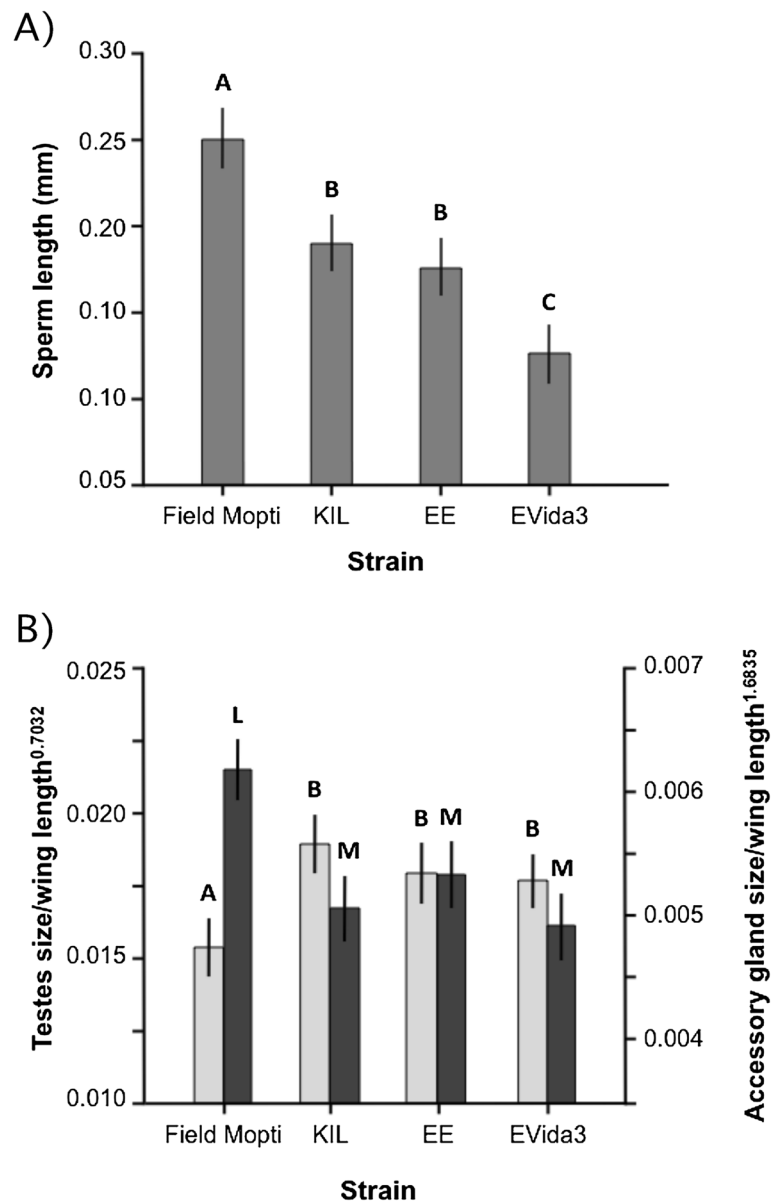 A)
0.30
0.25
0.20
0.10
0.10
0.05
Sperm length (mm)
A
B
B
C
Field Mopti KIL EE EVida3
Strain
B)
0.025
0.020
0.015
0.010
Testes size/wing length0.7032
0.007
0.006
0.005
0.004
Accessory gland size/wing length1.6835
A L
B M
B M
B M
Field Mopti KIL EE EVida3
Strain